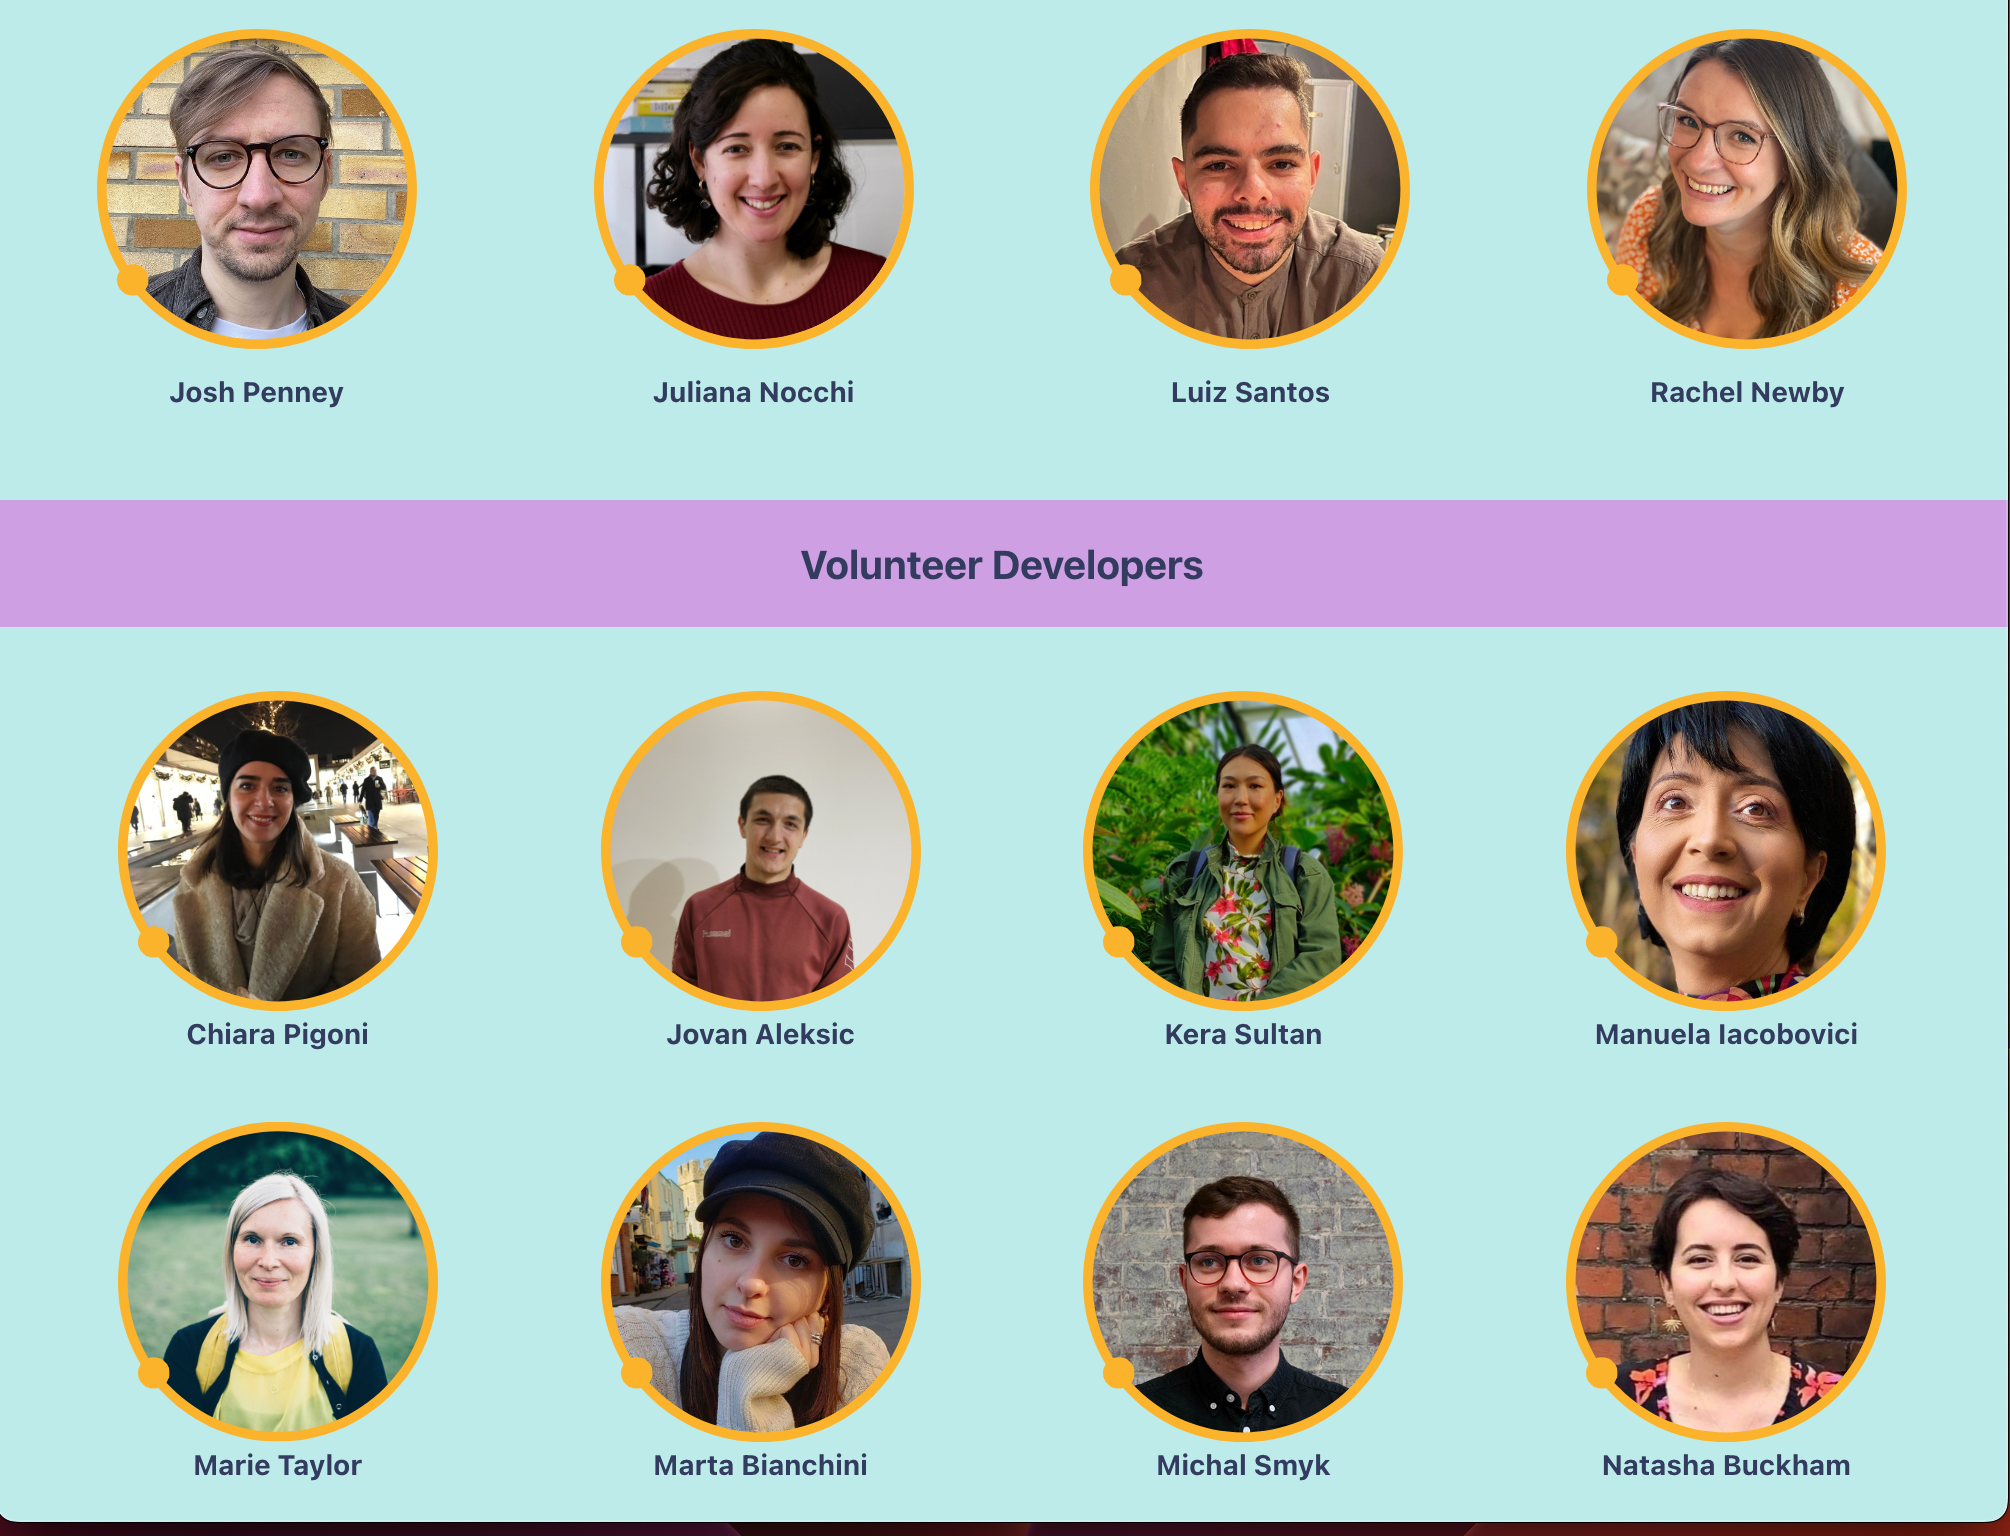 Josh Penney
Juliana Nocchi
Luiz Santos
Rachel Newby
Volunteer Developers
Chiara Pigoni
Jovan Aleksic
Kera Sultan
Manuela Iacobovici
Marie Taylor
Marta Bianchini
Michal Smyk
Natasha Buckham